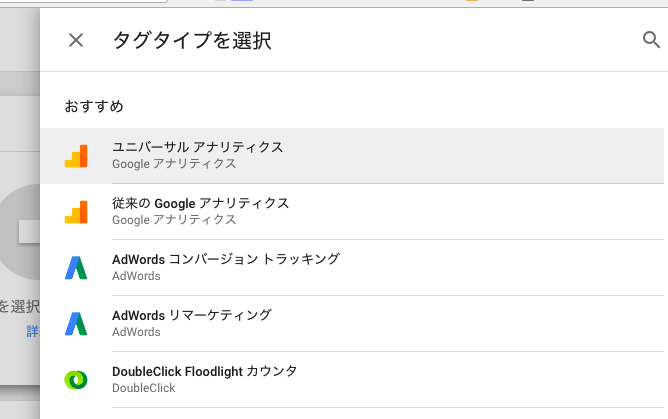 タグタイプを選択
おすすめ
ユニバーサル アナリティクス
Google アナリティクス
従来の Google アナリティクス
Google アナリティクス
AdWords コンバージョン トラッキング
AdWords
AdWords リマーケティング
AdWords
を選択
詳
DoubleClick Floodlight カウンタ
DoubleClick